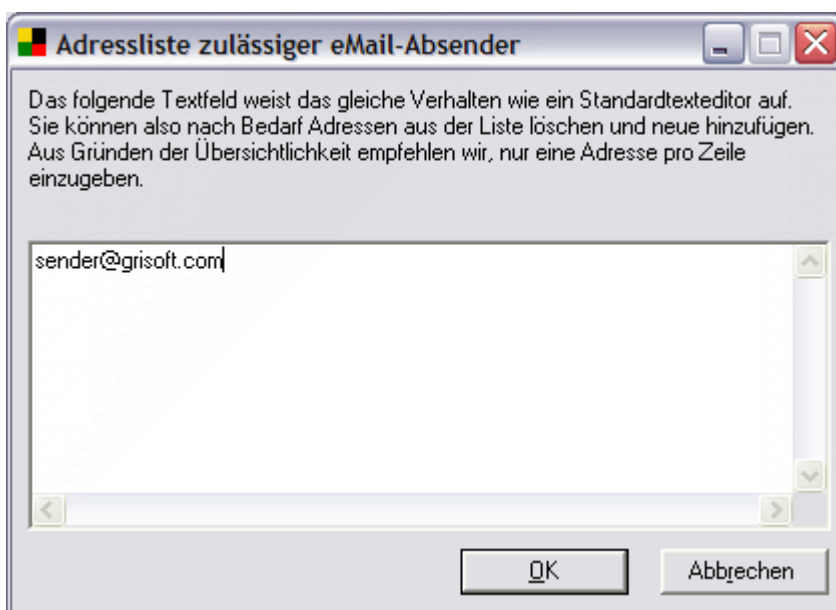 Adressliste zulässiger eMail-Absender
Das folgende Textfeld weist das gleiche Verhalten wie ein Standardtexteditor auf.
Sie können also nach Bedarf Adressen aus der Liste löschen und neue hinzufügen.
Aus Gründen der Übersichtlichkeit empfehlen wir, nur eine Adresse pro Zeile
einzugeben.
sender@grisoft.com
OK
Abbrechen